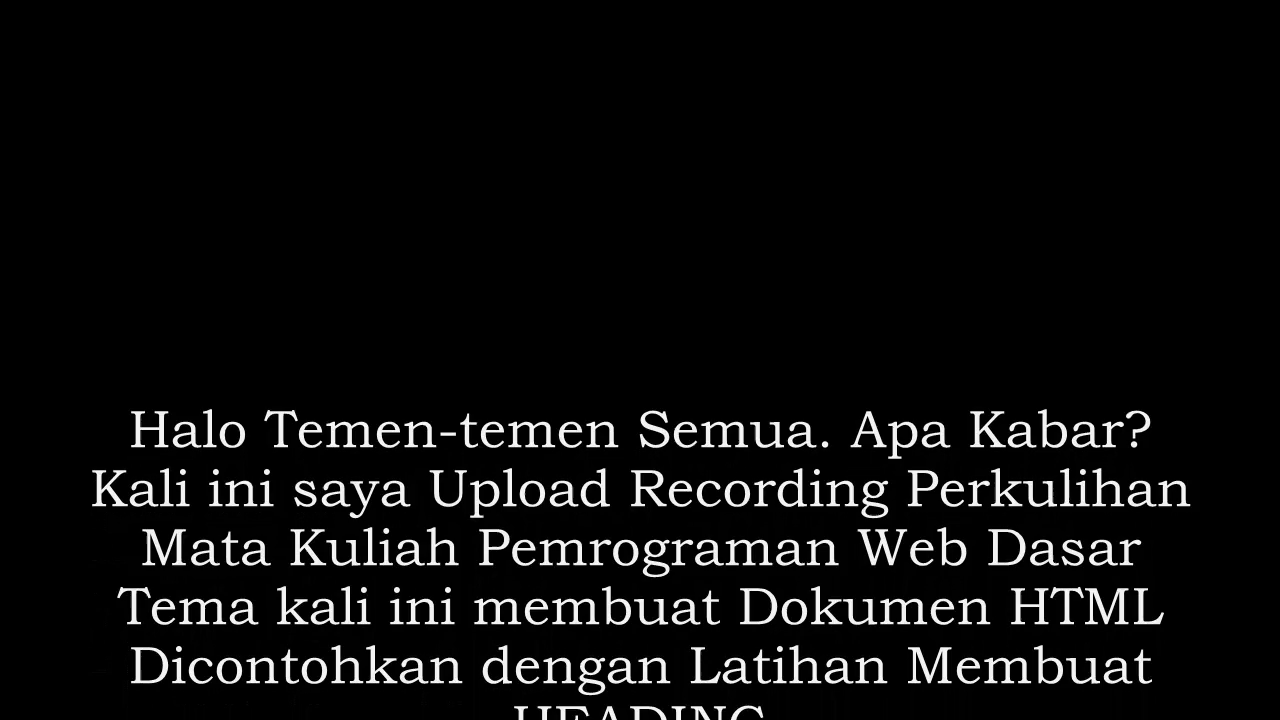 Halo Temen-temen Semua. Apa Kabar?
Kali ini saya Upload Recording Perkulihan
Mata Kuliah Pemrograman Web Dasar
Tema kali ini membuat Dokumen HTML
Dicontohkan dengan Latihan Membuat
HEADING